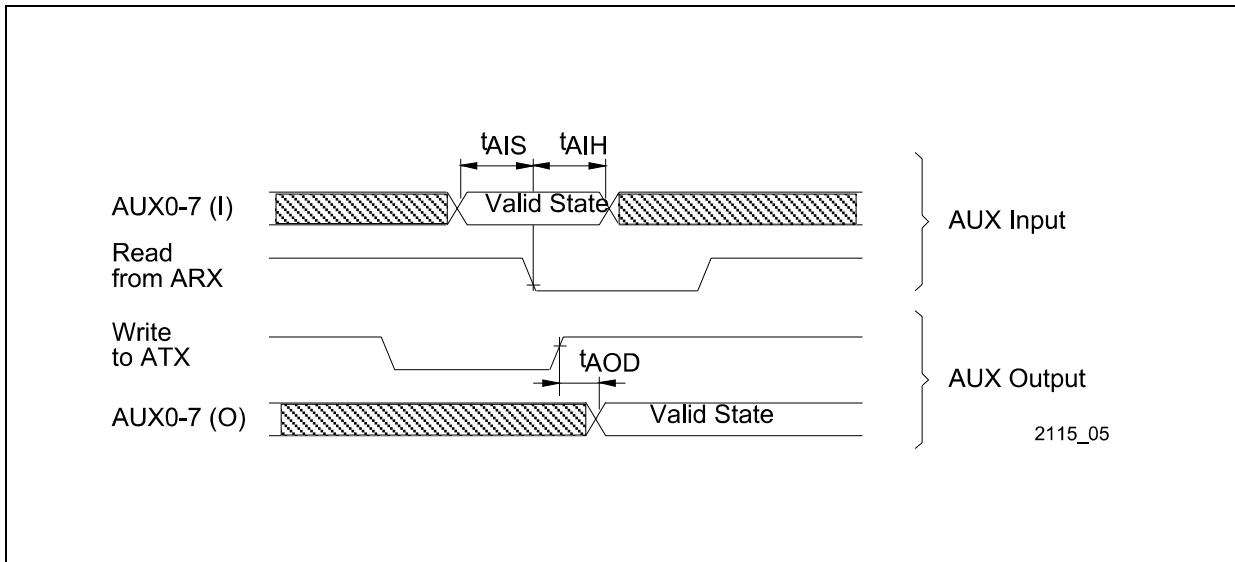 tAIS
tAIH
AUX0-7 (I)
Valid State
AUX Input
Read
from ARX
Write
to ATX
tAOD
AUX Output
AUX0-7 (O)
Valid State
2115_05